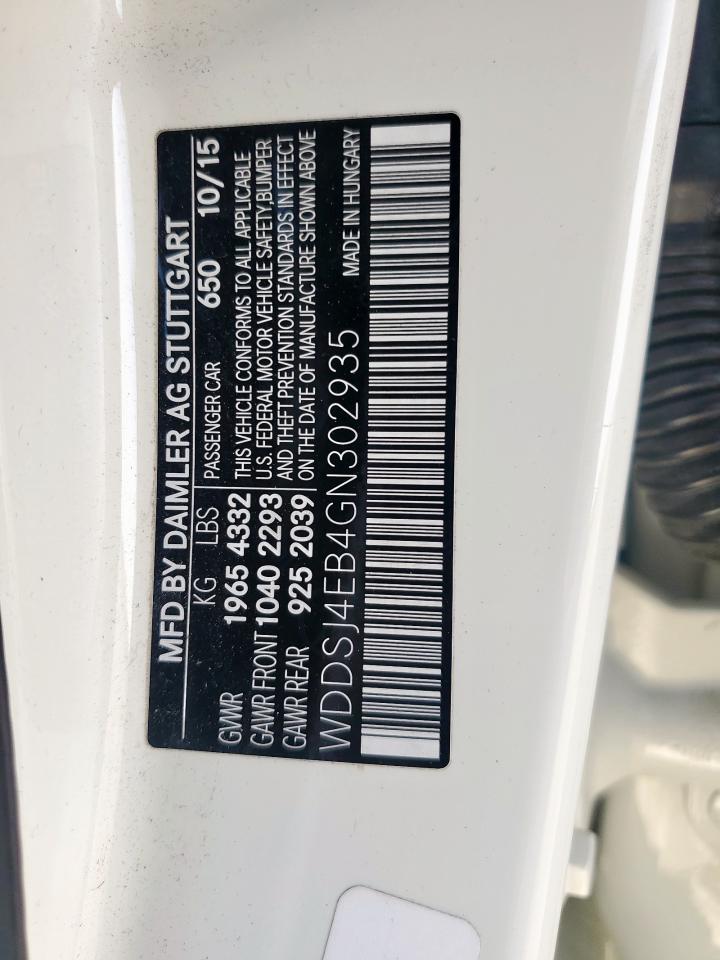 MFD BY DAIMLER AG STUTTGART
KG LBS PASSENGER CAR 650 10/15
GVWR 1965 4332 THIS VEHICLE CONFORMS TO ALL APPLICABLE
GAWR FRONT 1040 2293 U.S. FEDERAL MOTOR VEHICLE SAFETY,BUMPER
GAWR REAR 925 2039 AND THEFT PREVENTION STANDARDS IN EFFECT
ON THE DATE OF MANUFACTURE SHOWN ABOVE
WDDSJ4EB4GN302935 MADE IN HUNGARY